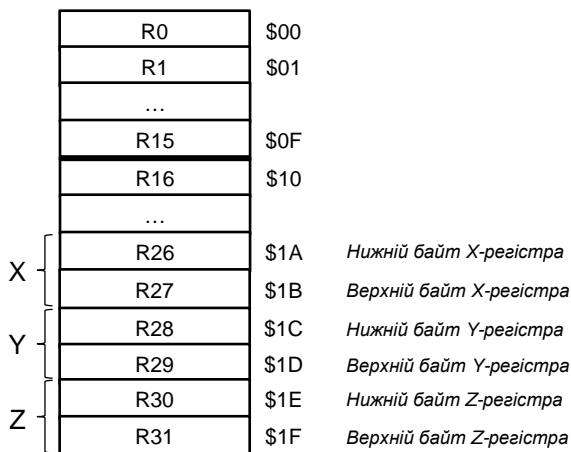 R0 $00
R1 $01
…
R15 $0F
R16 $10
…
X
R26 $1A Нижній байт X-регістра
R27 $1B Верхній байт X-регістра
Y
R28 $1C Нижній байт Y-регістра
R29 $1D Верхній байт Y-регістра
Z
R30 $1E Нижній байт Z-регістра
R31 $1F Верхній байт Z-регістра